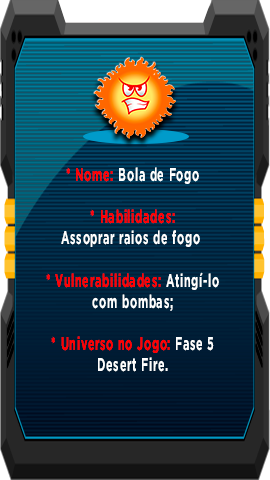 * Nome: Bola de Fogo
* Habilidades:
Assoprar raios de fogo
* Vulnerabilidades: Atingí-lo
com bombas;
* Universo no Jogo: Fase 5
Desert Fire.